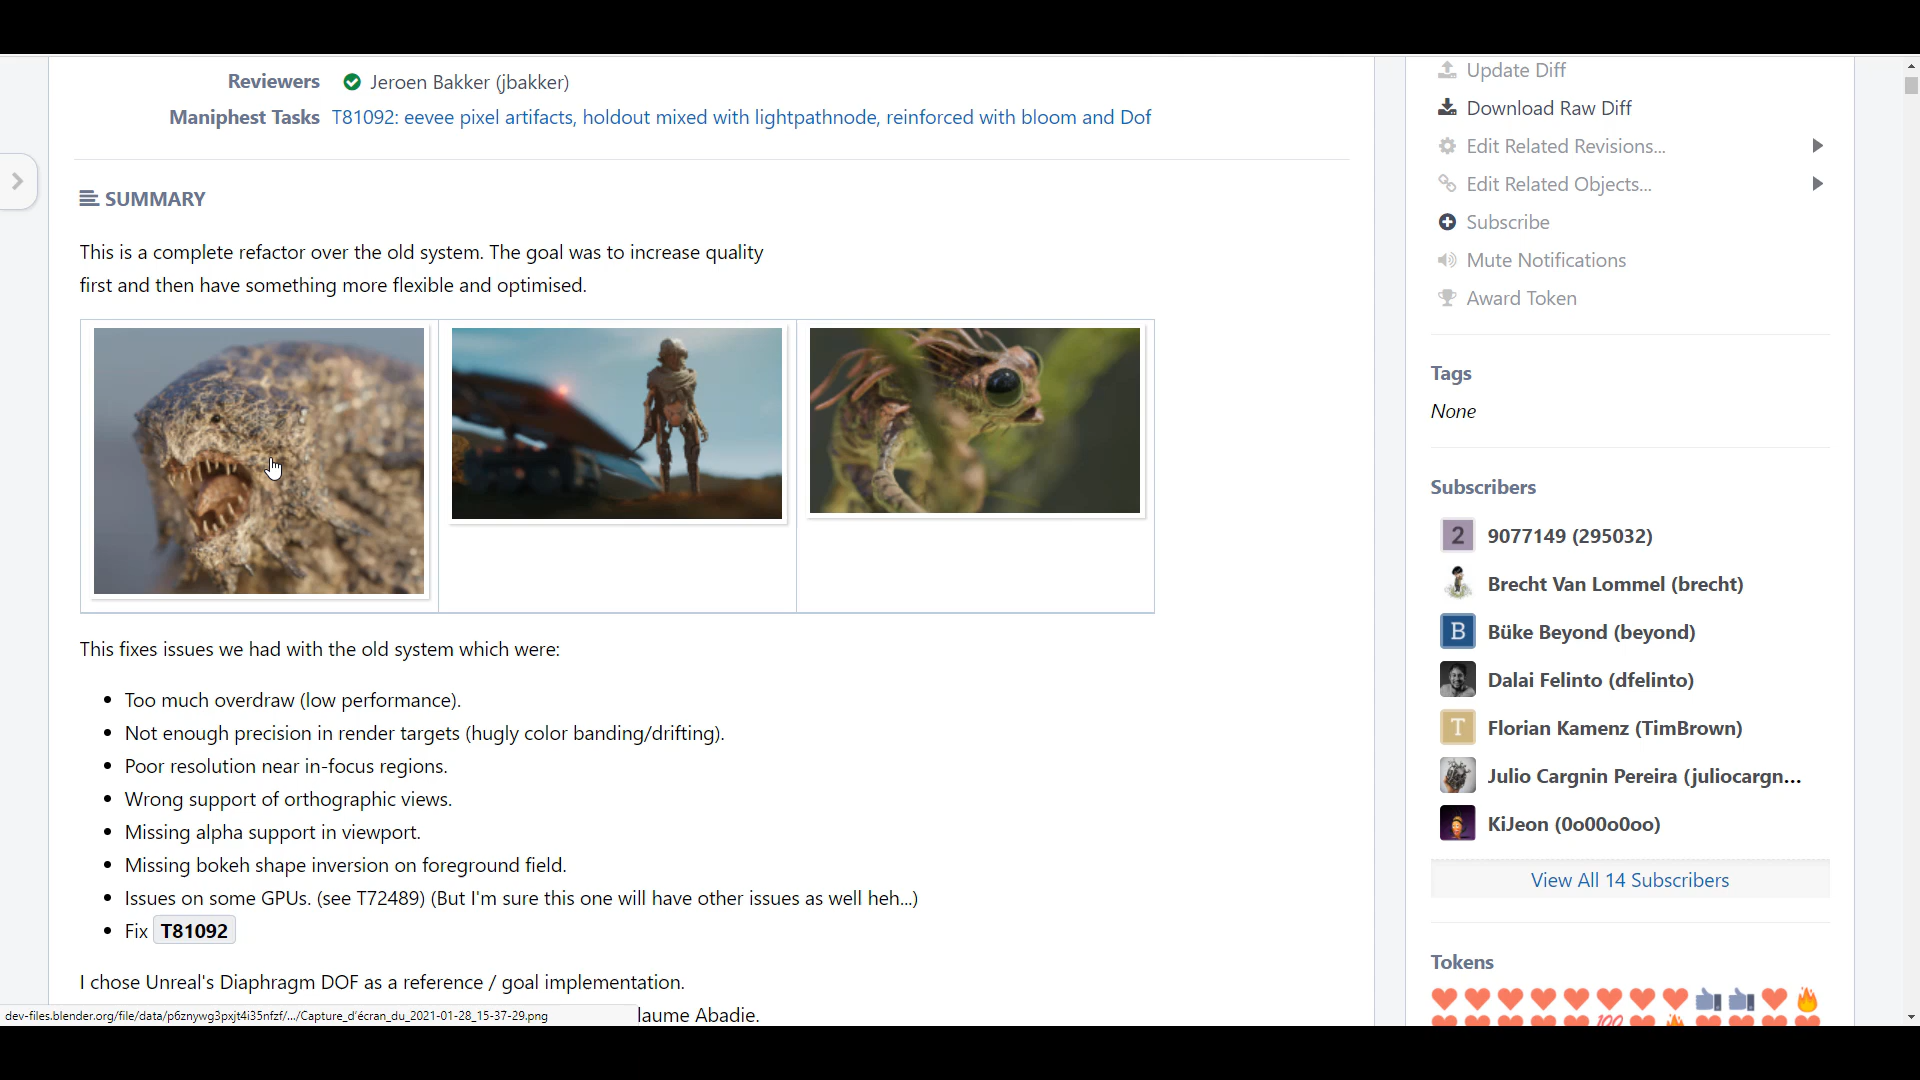 Reviewers Jeroen Bakker (jbakker)
Maniphest Tasks T81092: eevee pixel artifacts, holdout mixed with lightpathnode, reinforced with bloom and Dof
SUMMARY
This is a complete refactor over the old system. The goal was to increase quality
first and then have something more flexible and optimised.
This fixes issues we had with the old system which were:
Too much overdraw (low performance).
Not enough precision in render targets (hugly color banding/drifting).
Poor resolution near in-focus regions.
Wrong support of orthographic views.
Missing alpha support in viewport.
Missing bokeh shape inversion on foreground field.
Issues on some GPUs. (see T72489) (But I'm sure this one will have other issues as well heh...)
Fix T81092
I chose Unreal's Diaphragm DOF as a reference / goal implementation.
laume Abadie.
dev-files.blender.org/file/data/p6znywg3pxjt4i35nfzf/.../Capture_d'écran_du_2021-01-28_15-37-29.png
Update Diff
Download Raw Diff
Edit Related Revisions...
Edit Related Objects...
Subscribe
Mute Notifications
Award Token
Tags
None
Subscribers
2 9077149 (295032)
Brecht Van Lommel (brecht)
B Büke Beyond (beyond)
Dalai Felinto (dfelinto)
T Florian Kamenz (TimBrown)
Julio Cargnin Pereira (juliocargn...
KiJeon (0o00o0oo)
View All 14 Subscribers
Tokens
100